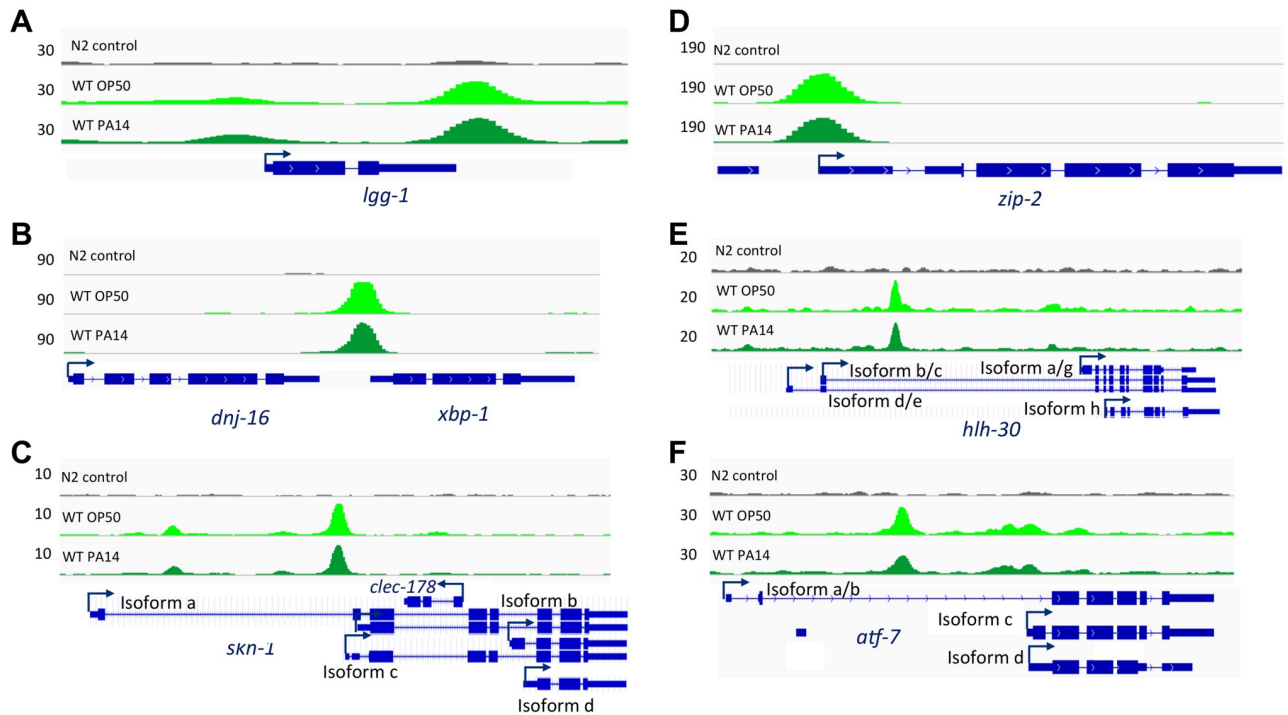 A
30 N2 control
30 WT OP50
30 WT PA14
lgg-1
B
90 N2 control
90 WT OP50
90 WT PA14
dnj-16
xbp-1
C
10 N2 control
10 WT OP50
10 WT PA14
clec-178
Isoform a
Isoform b
skn-1
Isoform c
Isoform d
D
190 N2 control
190 WT OP50
190 WT PA14
zip-2
E
20 N2 control
20 WT OP50
20 WT PA14
Isoform b/c
Isoform a/g
Isoform d/e
Isoform h
hlh-30
F
30 N2 control
30 WT OP50
30 WT PA14
Isoform a/b
Isoform c
atf-7
Isoform d